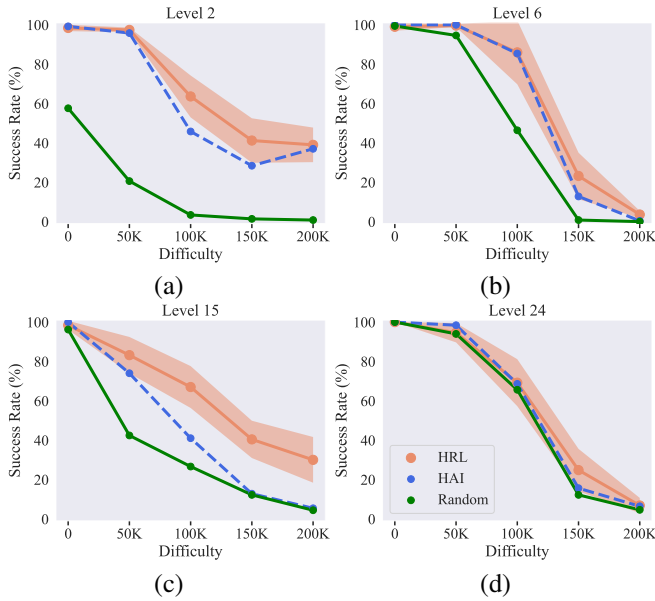 Level 2
Success Rate (%)
100
80
60
40
20
0
0 50K 100K 150K 200K
Difficulty
(a)
Level 6
Success Rate (%)
100
80
60
40
20
0
0 50K 100K 150K 200K
Difficulty
(b)
Level 15
Success Rate (%)
100
80
60
40
20
0
0 50K 100K 150K 200K
Difficulty
(c)
Level 24
Success Rate (%)
100
80
60
40
20
0
HRL
HAI
Random
0 50K 100K 150K 200K
Difficulty
(d)